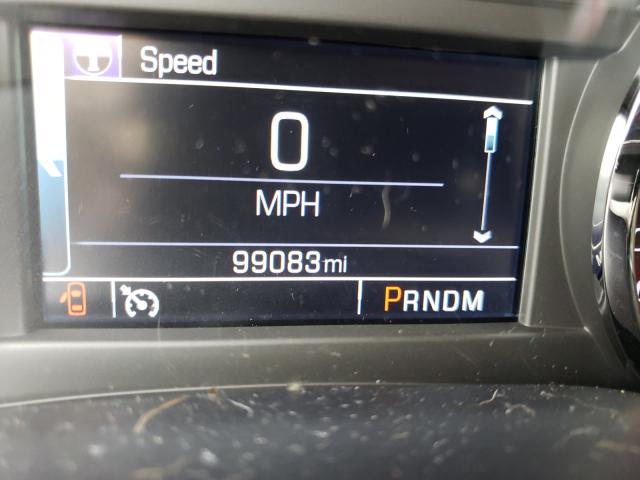 Speed
0
MPH
99083mi
PRNDM